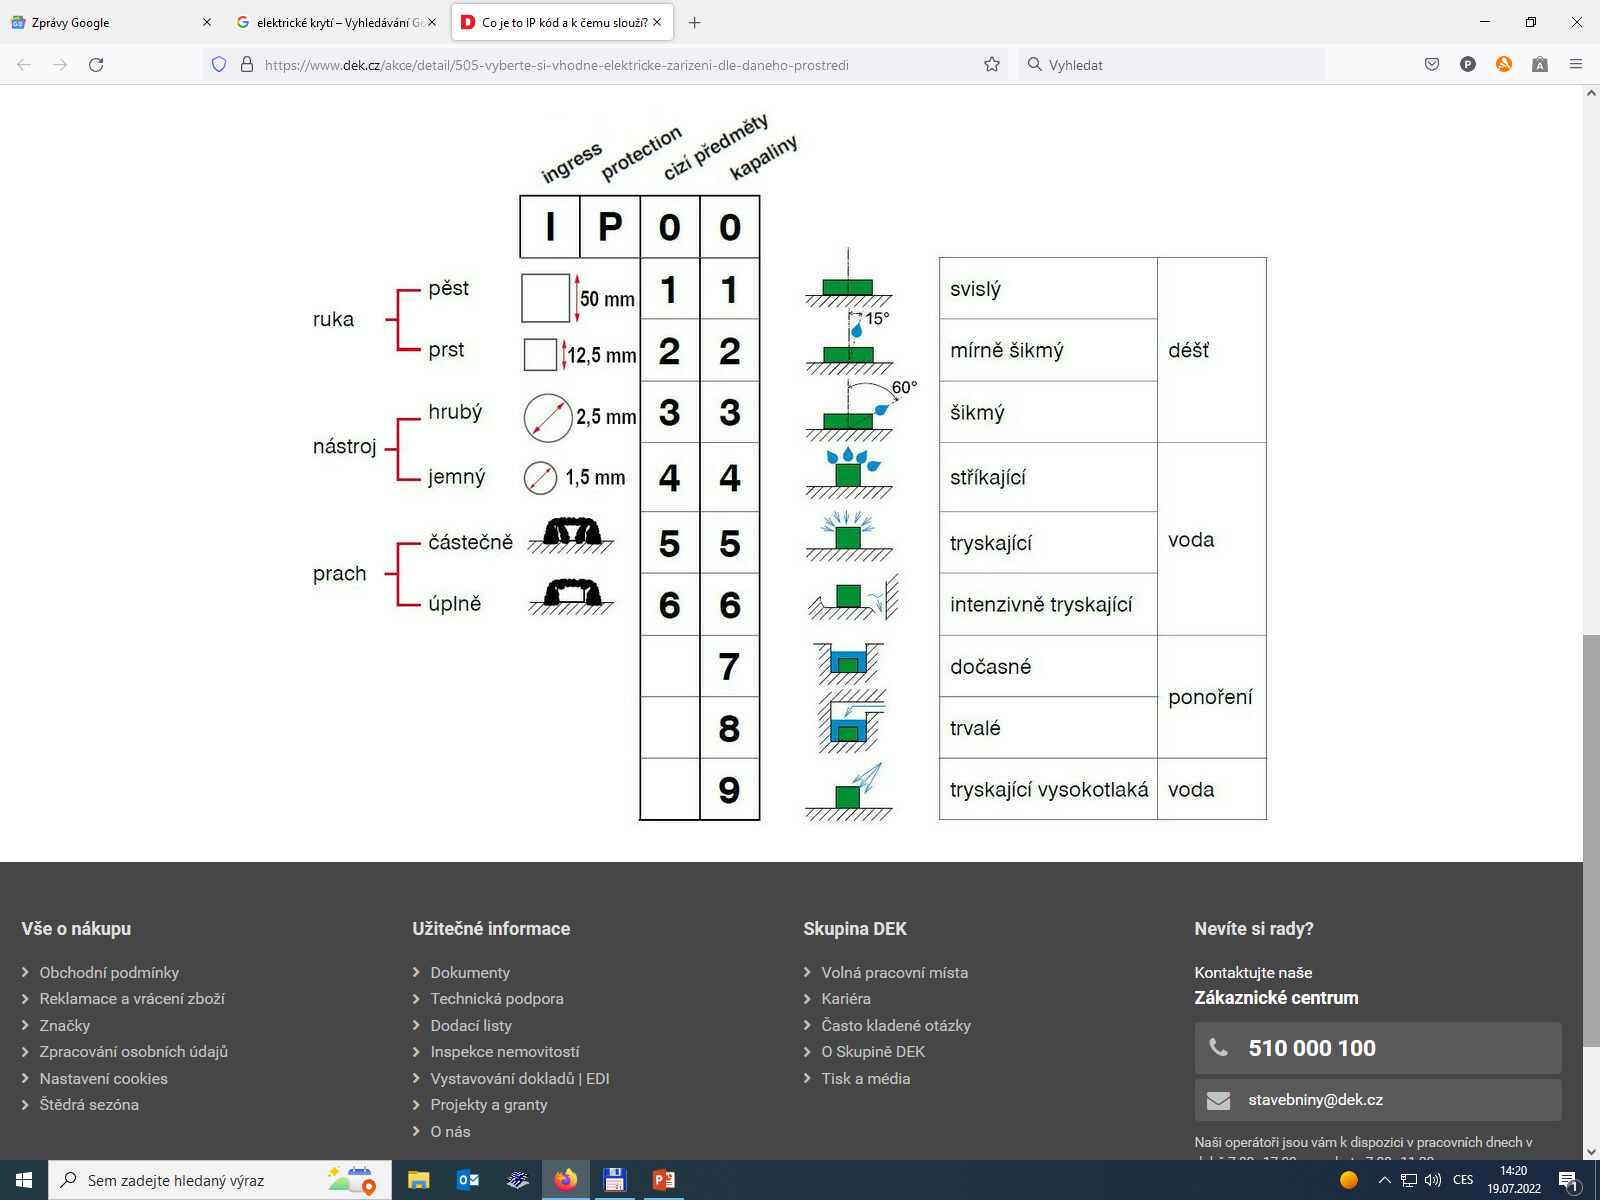 Zprávy Google
elektrické krytí – Vyhledávání Go
Co je to IP kód a k čemu slouží?
https://www.dek.cz/akce/detail/505-vyberte-si-vhodne-elektricke-zarizeni-dle-daneho-prostredi
Vyhledat
ingress
protection
cizí předměty
kapaliny
I P 0 0
ruka
pěst
50 mm
1 1
svislý
prst
12,5 mm
2 2
15°
mírně šikmý
déšť
nástroj
hrubý
2,5 mm
3 3
60°
šikmý
jemný
1,5 mm
4 4
stříkající
prach
částečně
5 5
tryskající
voda
úplně
6 6
intenzivně tryskající
7
dočasné
ponoření
8
trvalé
9
tryskající vysokotlaká
voda
Vše o nákupu
Obchodní podmínky
Reklamace a vrácení zboží
Značky
Zpracování osobních údajů
Nastavení cookies
Štědrá sezóna
Užitečné informace
Dokumenty
Technická podpora
Dodací listy
Inspekce nemovitostí
Vystavování dokladů | EDI
Projekty a granty
O nás
Skupina DEK
Volná pracovní místa
Kariéra
Často kladené otázky
O Skupině DEK
Tisk a média
Nevíte si rady?
Kontaktujte naše
Zákaznické centrum
510 000 100
stavebniny@dek.cz
Naši operátoři jsou vám k dispozici v pracovních dnech v
Sem zadejte hledaný výraz
CES
14:20
19.07.2022
1